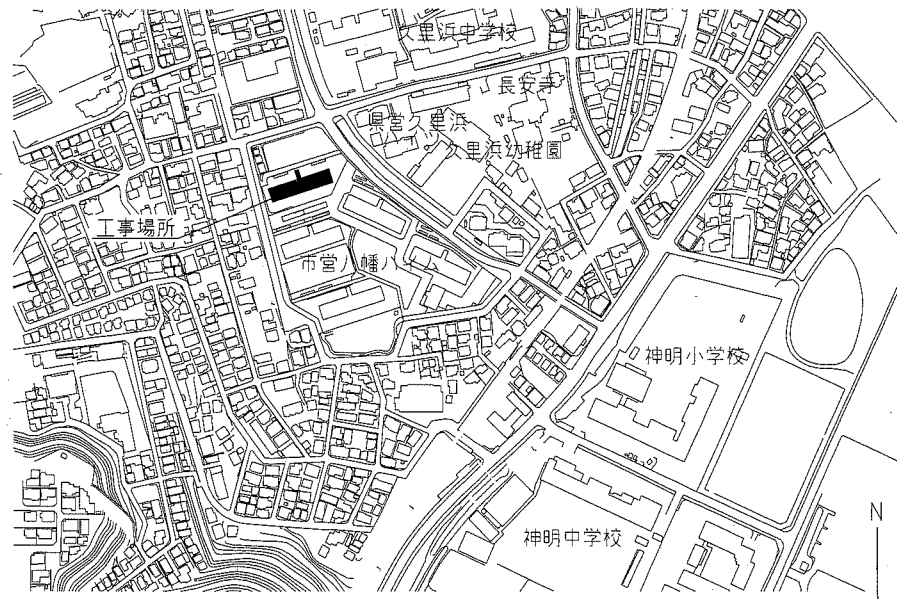 久里浜中学校
長安寺
県営久里浜
久里浜幼稚園
工事場所
市営八幡ハイム
神明小学校
N
神明中学校